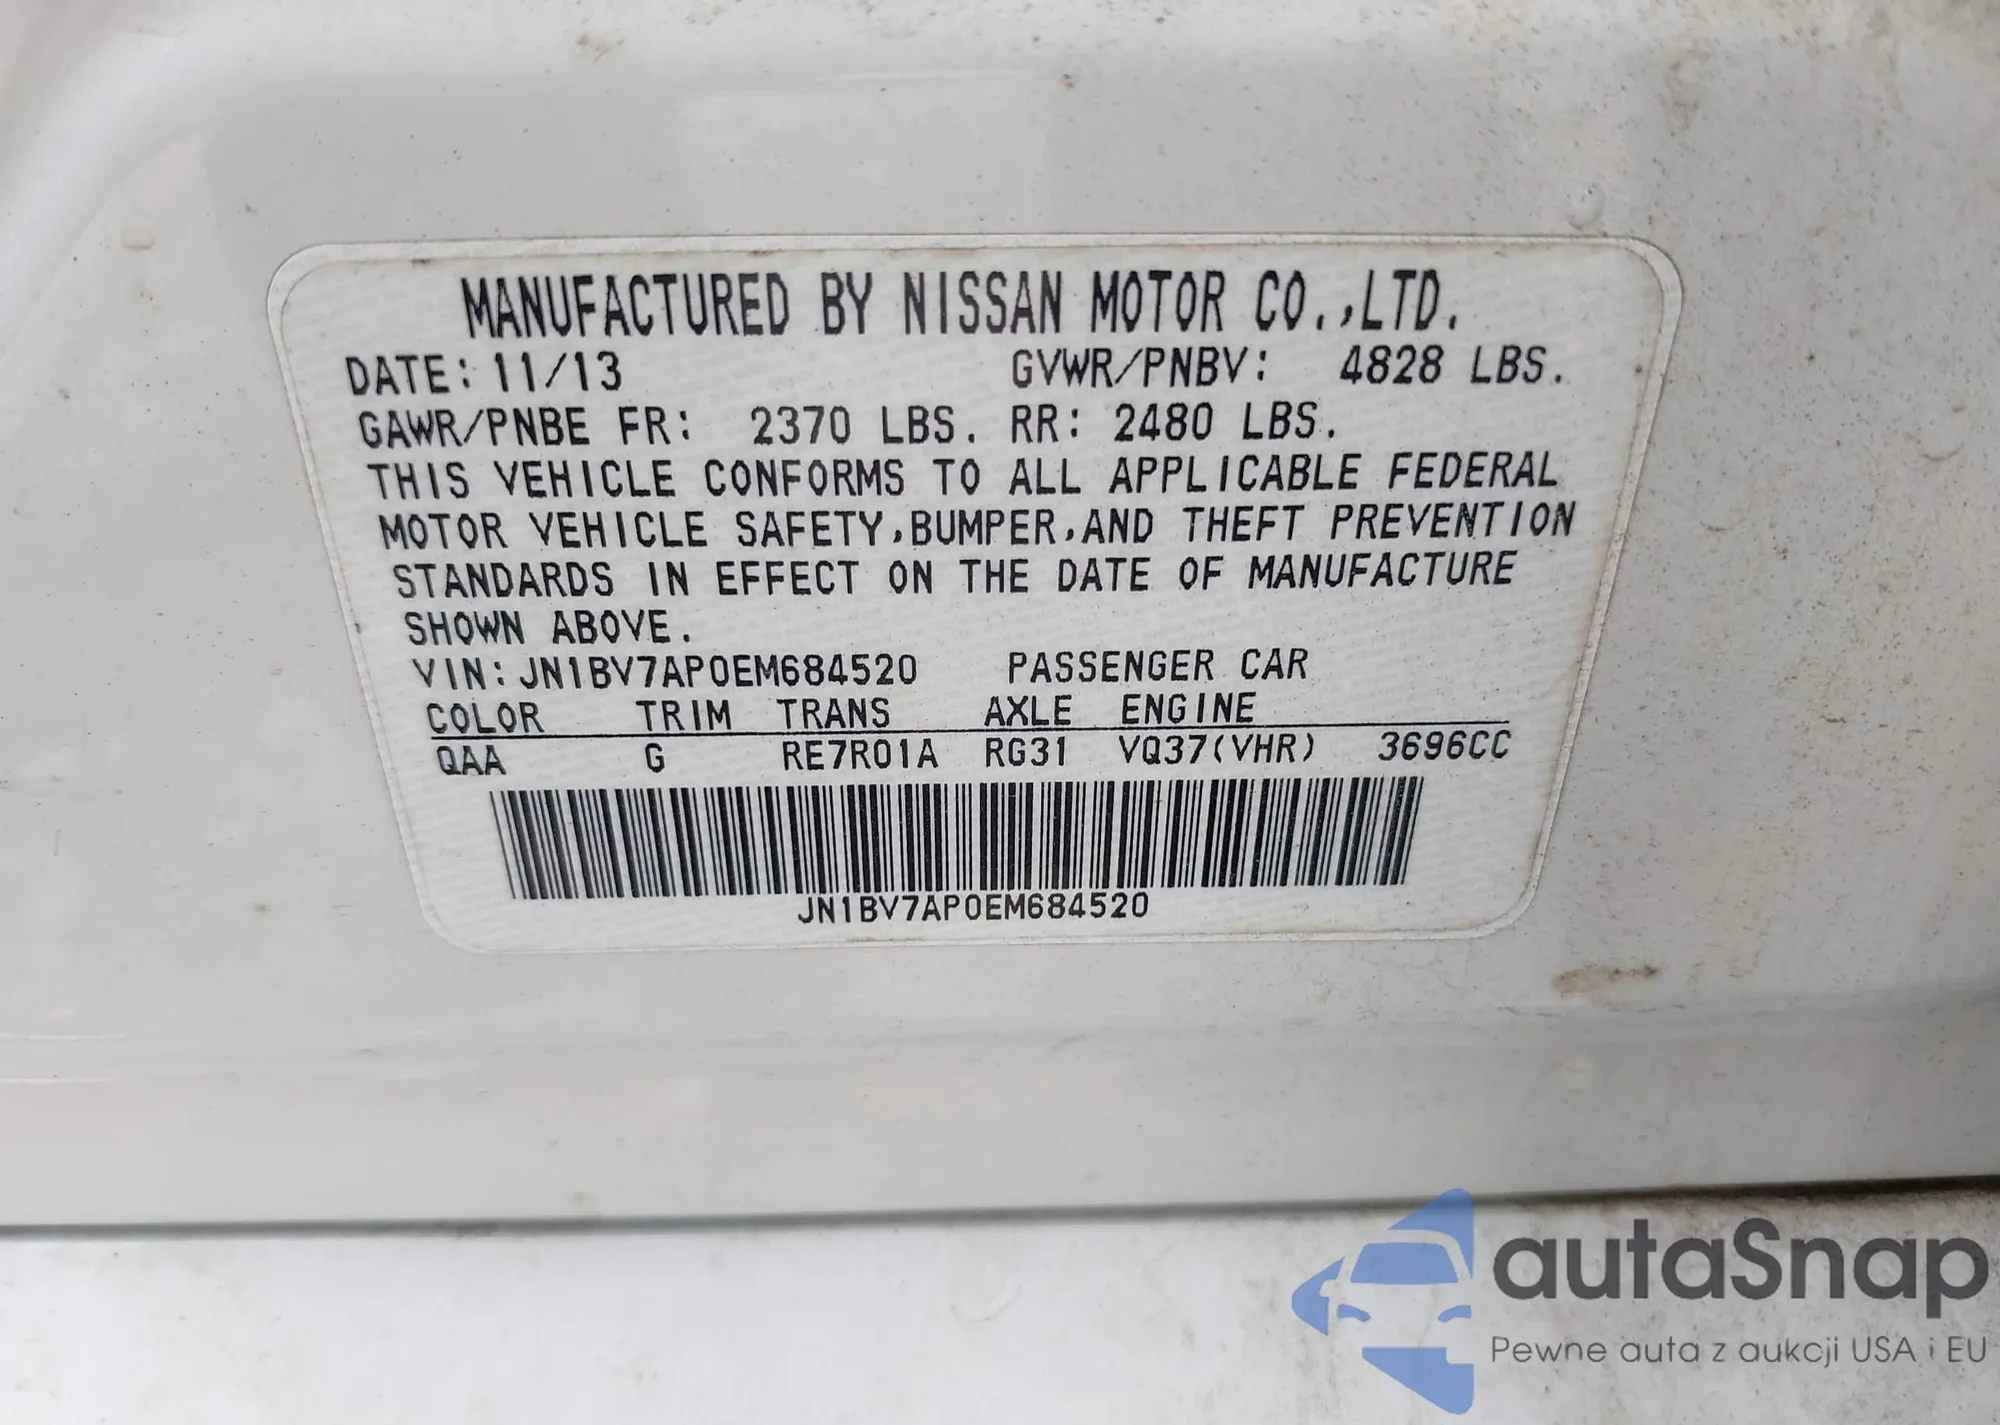 MANUFACTURED BY NISSAN MOTOR CO.,LTD.
DATE: 11/13 GVWR/PNBV: 4828 LBS.
GAWR/PNBE FR: 2370 LBS. RR: 2480 LBS.
THIS VEHICLE CONFORMS TO ALL APPLICABLE FEDERAL
MOTOR VEHICLE SAFETY,BUMPER,AND THEFT PREVENTION
STANDARDS IN EFFECT ON THE DATE OF MANUFACTURE
SHOWN ABOVE.
VIN: JN1BV7AP0EM684520 PASSENGER CAR
COLOR TRIM TRANS AXLE ENGINE
QAA G RE7R01A RG31 VQ37(VHR) 3696CC
JN1BV7AP0EM684520
autaSnap
Pewne auta z aukcji USA i EU